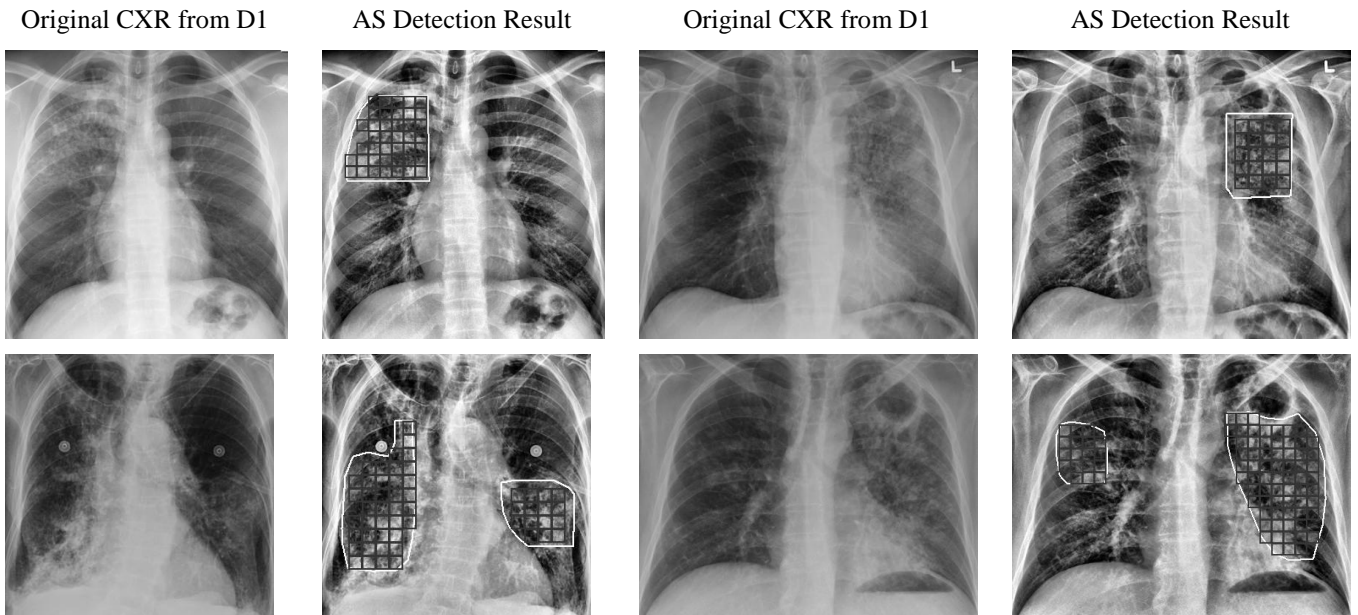 Original CXR from D1
AS Detection Result
Original CXR from D1
AS Detection Result
L
L